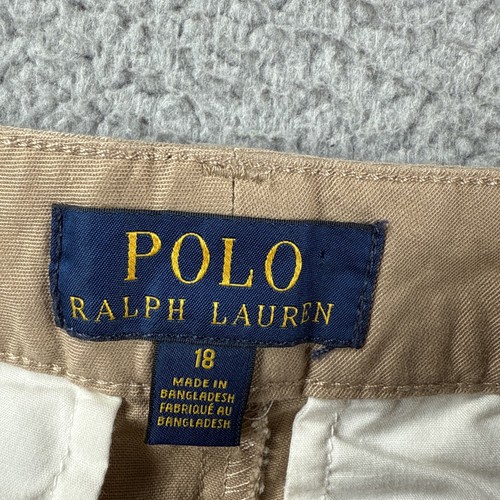 POLO
RALPH LAUREN
18
MADE IN
BANGLADESH
FABRIQUÉ AU
BANGLADESH